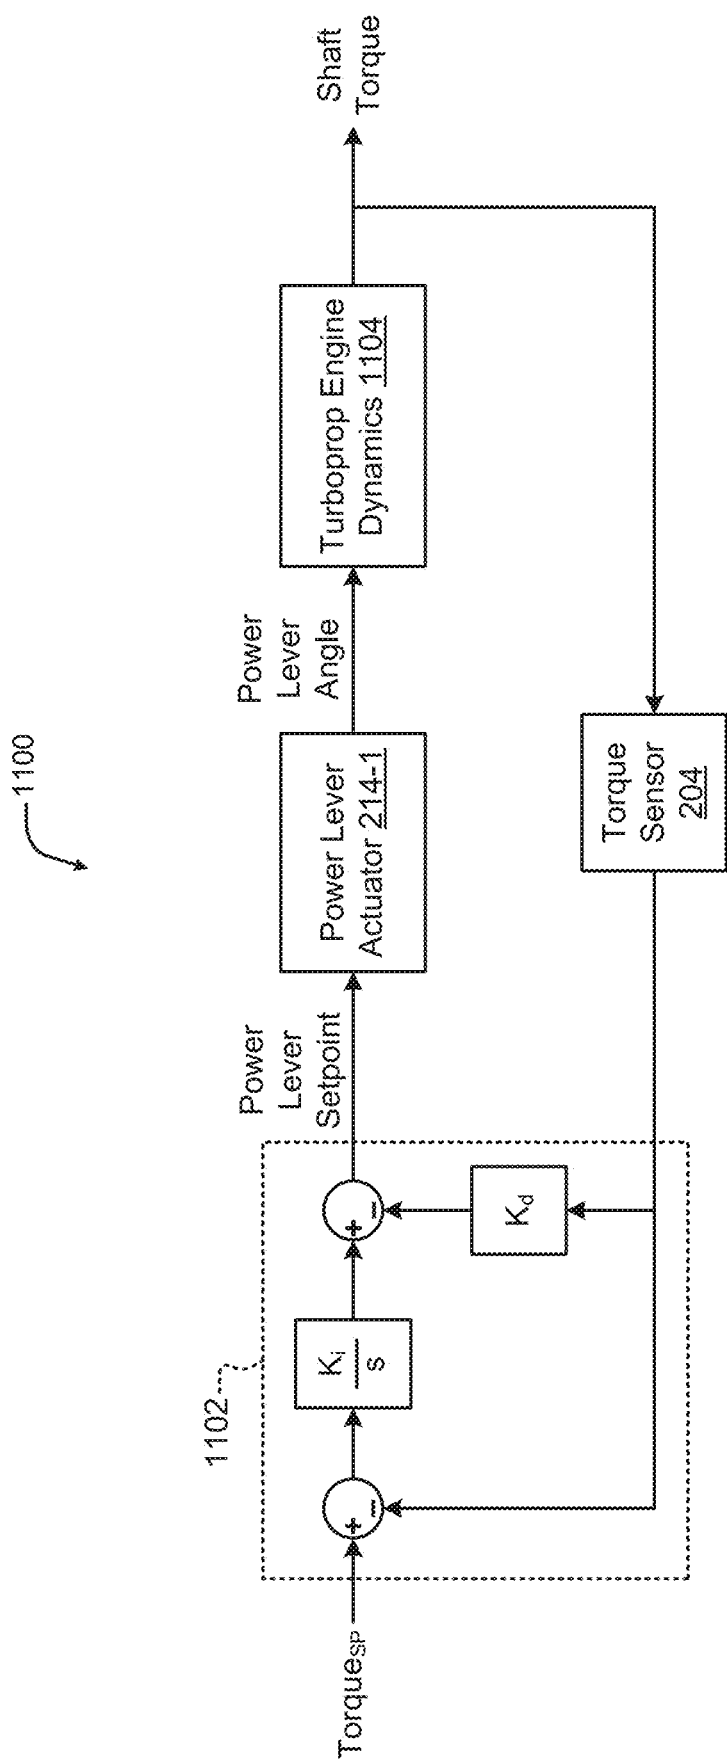 1100
1102
Torque_SP
+
−
K_i
s
+
−
K_d
Power
Lever
Setpoint
Power Lever
Actuator 214-1
Power
Lever
Angle
Turboprop Engine
Dynamics 1104
Shaft
Torque
Torque
Sensor
204